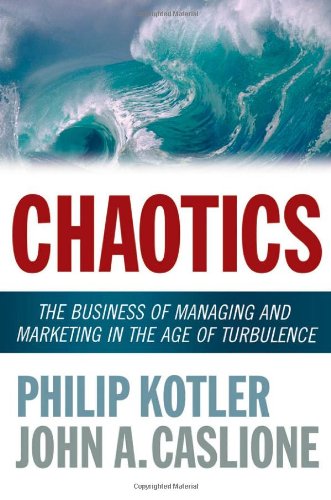 CHAOTICS
THE BUSINESS OF MANAGING AND
MARKETING IN THE AGE OF TURBULENCE
PHILIP KOTLER
JOHN A. CASLIONE